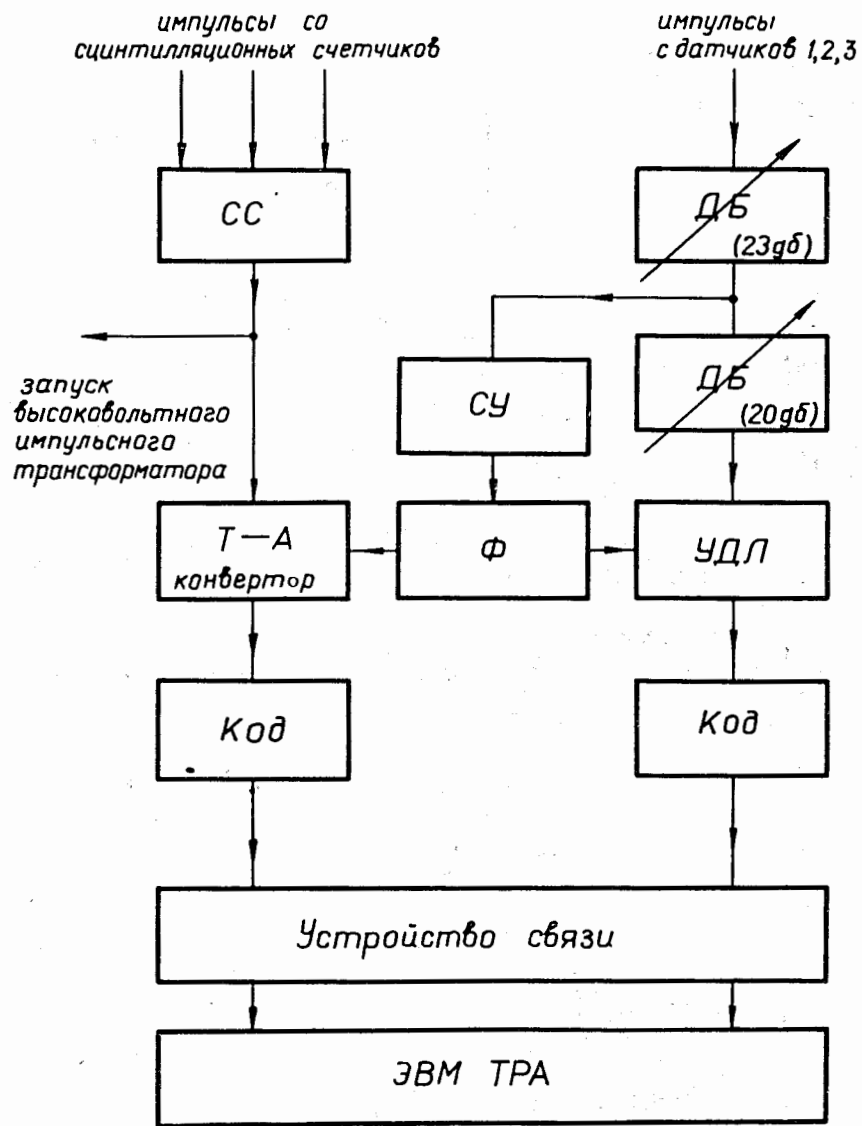 импульсы со
сцинтилляционных счетчиков
импульсы
с датчиков 1,2,3
СС
ДБ
(23дб)
запуск
высоковольтного
импульсного
трансформатора
СУ
ДБ
(20дб)
Т—А
конвертор
Ф
УДЛ
Код
Код
Устройство связи
ЭВМ ТРА